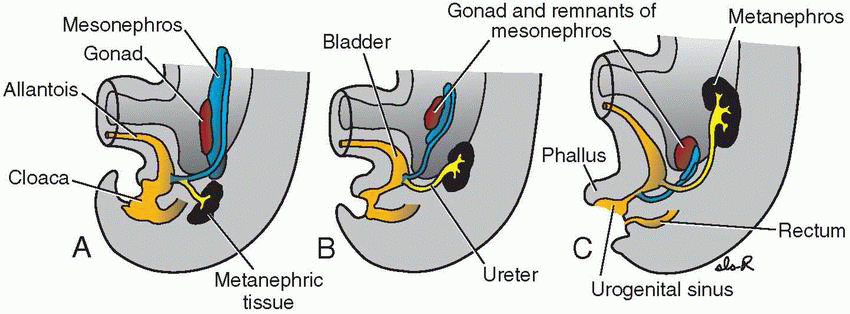 Mesonephros
Gonad
Allantois
Cloaca
A
Metanephric
tissue
Bladder
Gonad and remnants of
mesonephros
B
Ureter
Metanephros
Phallus
C
Rectum
Urogenital sinus
sls-R